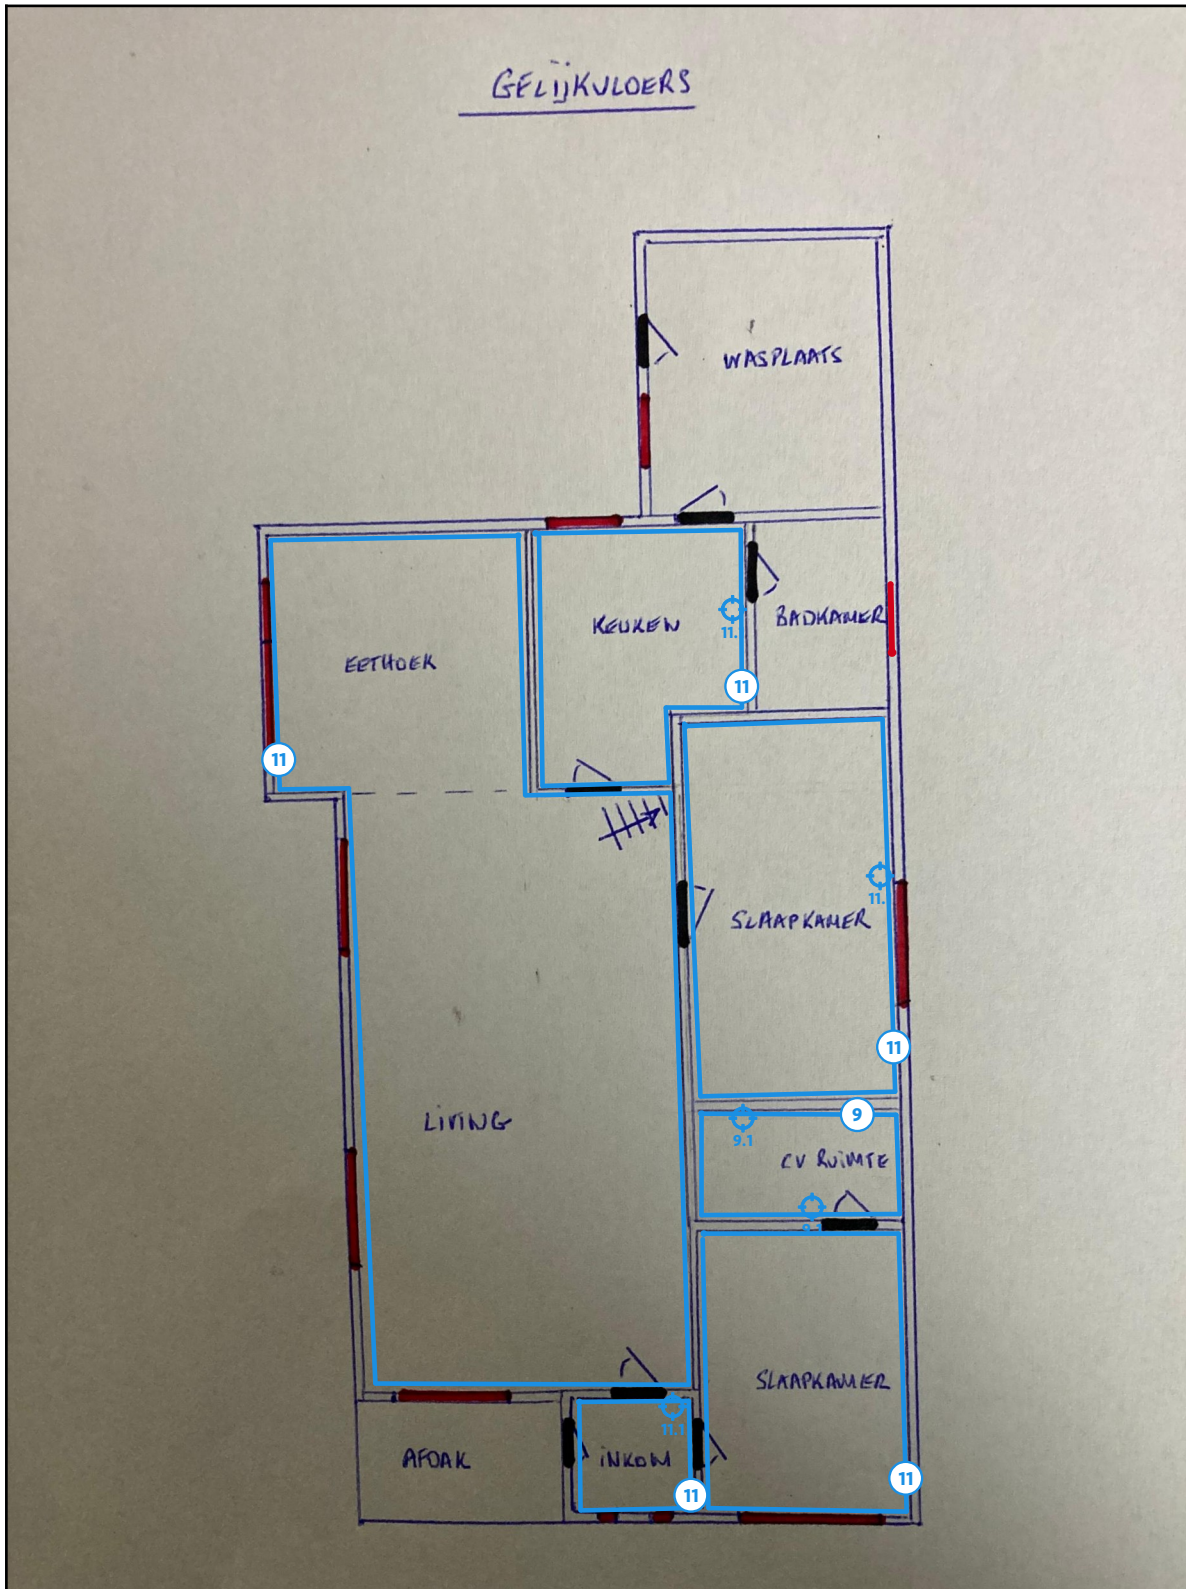 GELIJKVLOERS
WASPLAATS
KEUKEN
BADKAMER
11.
EETHOEK
11
11
SLAAPKAMER
11.
11
LIVING
9
9.1
CV RUIMTE
SLAAPKAMER
AFDAK
INKOM
11.1
11
11